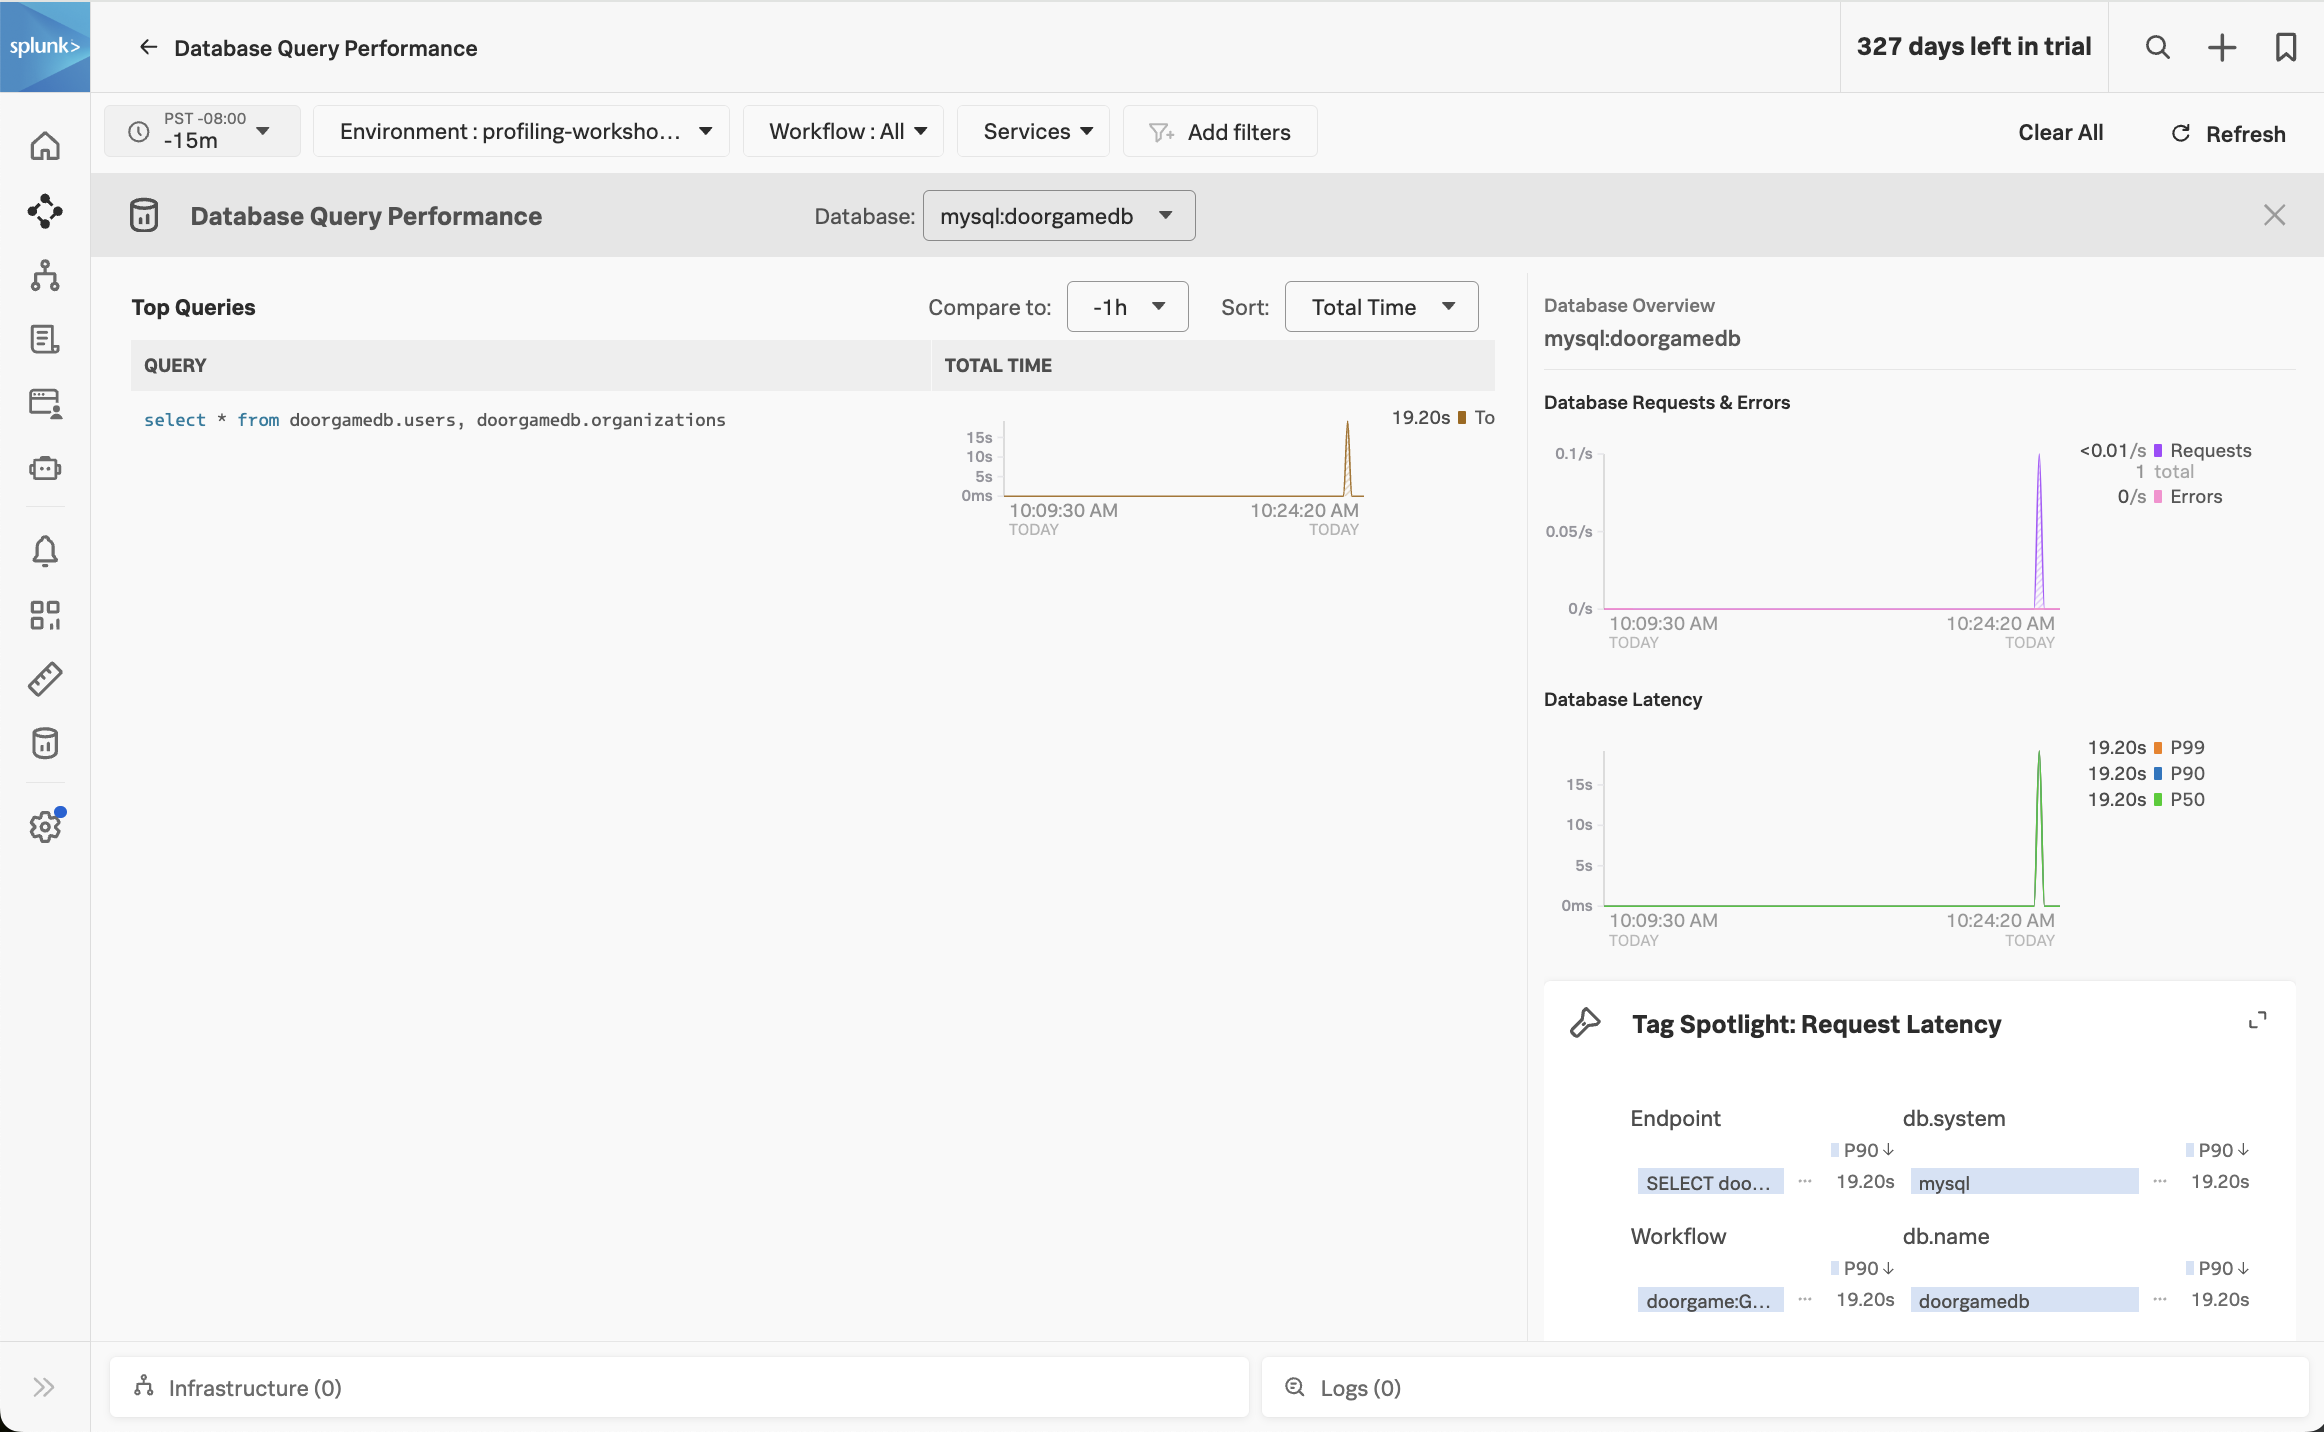 splunk>
Database Query Performance
327 days left in trial
PST -08:00
-15m
Environment : profiling-worksho...
Workflow : All
Services
Add filters
Clear All
Refresh
Database Query Performance
Database:
mysql:doorgamedb
Top Queries
Compare to:
-1h
Sort:
Total Time
QUERY
TOTAL TIME
select * from doorgamedb.users, doorgamedb.organizations
19.20s To
15s
10s
5s
0ms
10:09:30 AM
TODAY
10:24:20 AM
TODAY
Database Overview
mysql:doorgamedb
Database Requests & Errors
0.1/s
0.05/s
0/s
10:09:30 AM
TODAY
10:24:20 AM
TODAY
<0.01/s Requests
1 total
0/s Errors
Database Latency
15s
10s
5s
0ms
10:09:30 AM
TODAY
10:24:20 AM
TODAY
19.20s P99
19.20s P90
19.20s P50
Tag Spotlight: Request Latency
Endpoint
P90
SELECT doo... ... 19.20s
db.system
P90
mysql ... 19.20s
Workflow
P90
doorgame:G... ... 19.20s
db.name
P90
doorgamedb ... 19.20s
Infrastructure (0)
Logs (0)